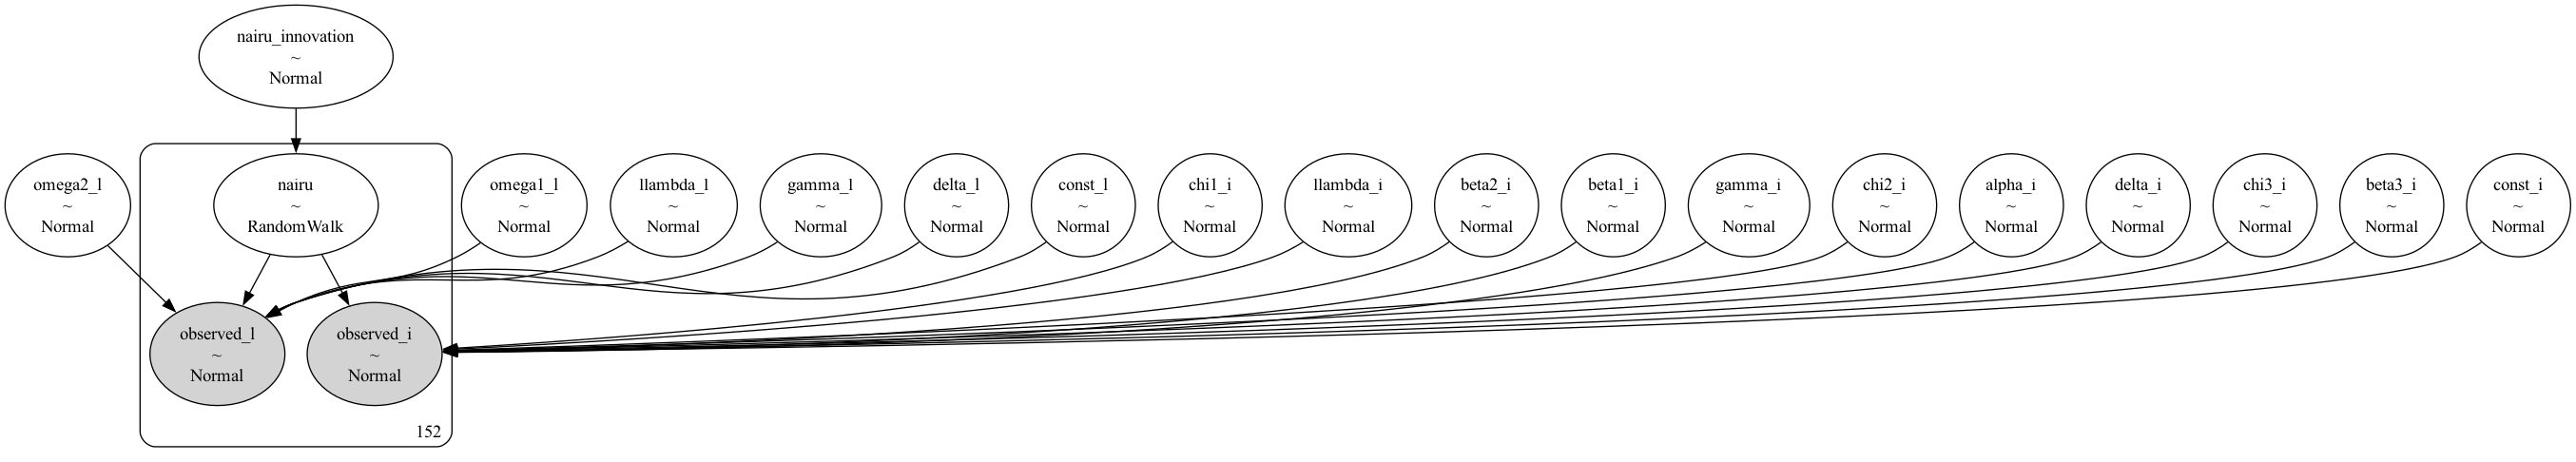 nairu_innovation
~
Normal
omega2_l
~
Normal
nairu
~
RandomWalk
omega1_l
~
Normal
llambda_l
~
Normal
gamma_l
~
Normal
delta_l
~
Normal
const_l
~
Normal
chi1_i
~
Normal
llambda_i
~
Normal
beta2_i
~
Normal
beta1_i
~
Normal
gamma_i
~
Normal
chi2_i
~
Normal
alpha_i
~
Normal
delta_i
~
Normal
chi3_i
~
Normal
beta3_i
~
Normal
const_i
~
Normal
observed_l
~
Normal
observed_i
~
Normal
152